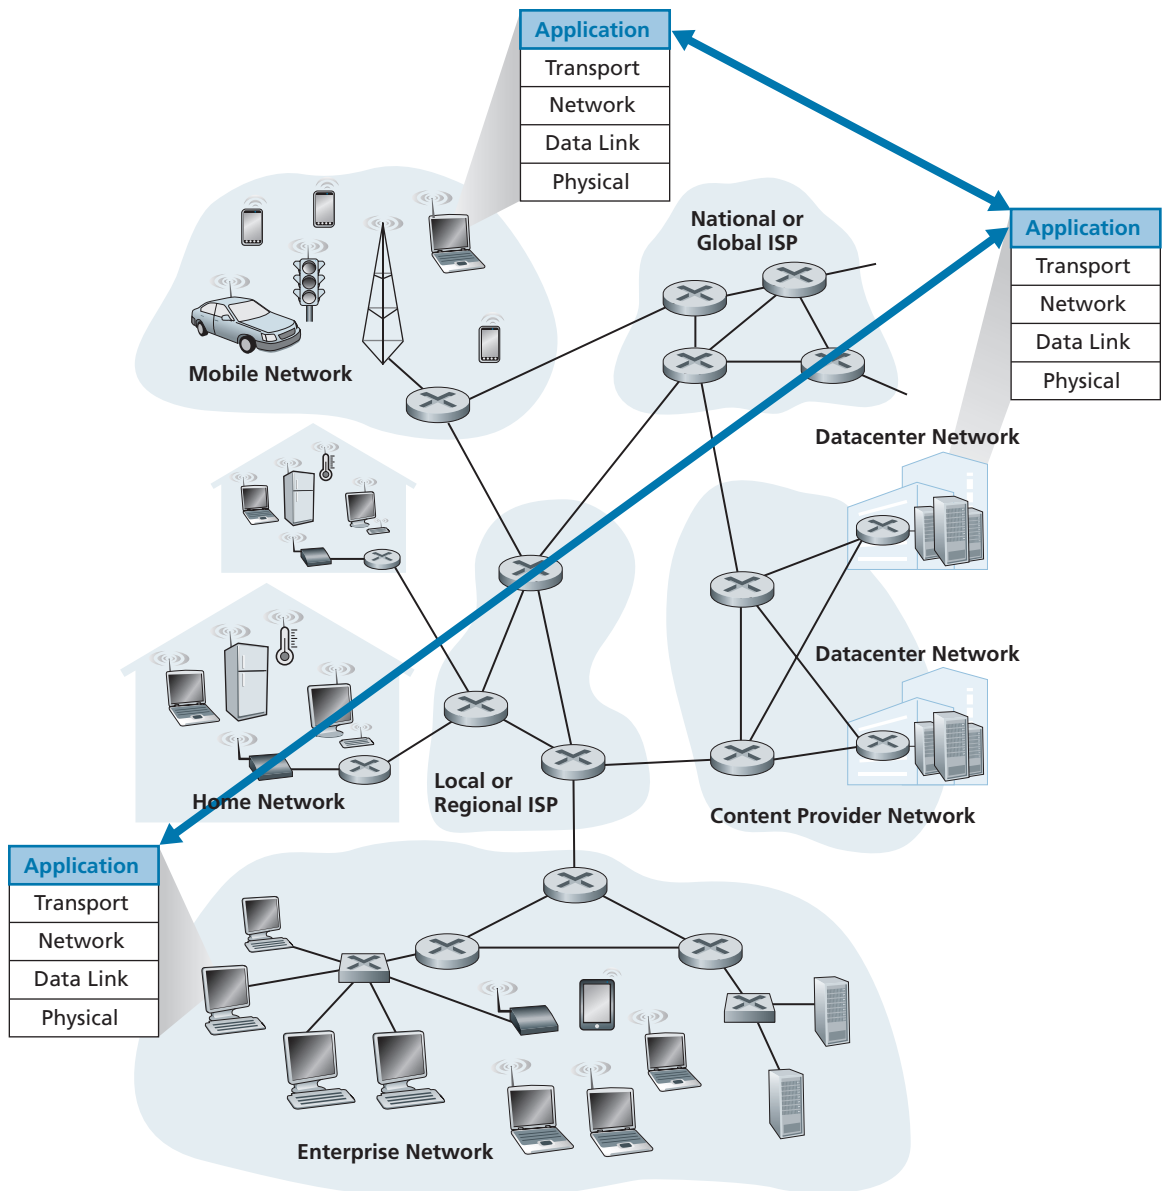 Application
Transport
Network
Data Link
Physical
National or
Global ISP
Application
Transport
Network
Data Link
Physical
Mobile Network
Datacenter Network
Datacenter Network
Home Network
Local or
Regional ISP
Content Provider Network
Application
Transport
Network
Data Link
Physical
Enterprise Network